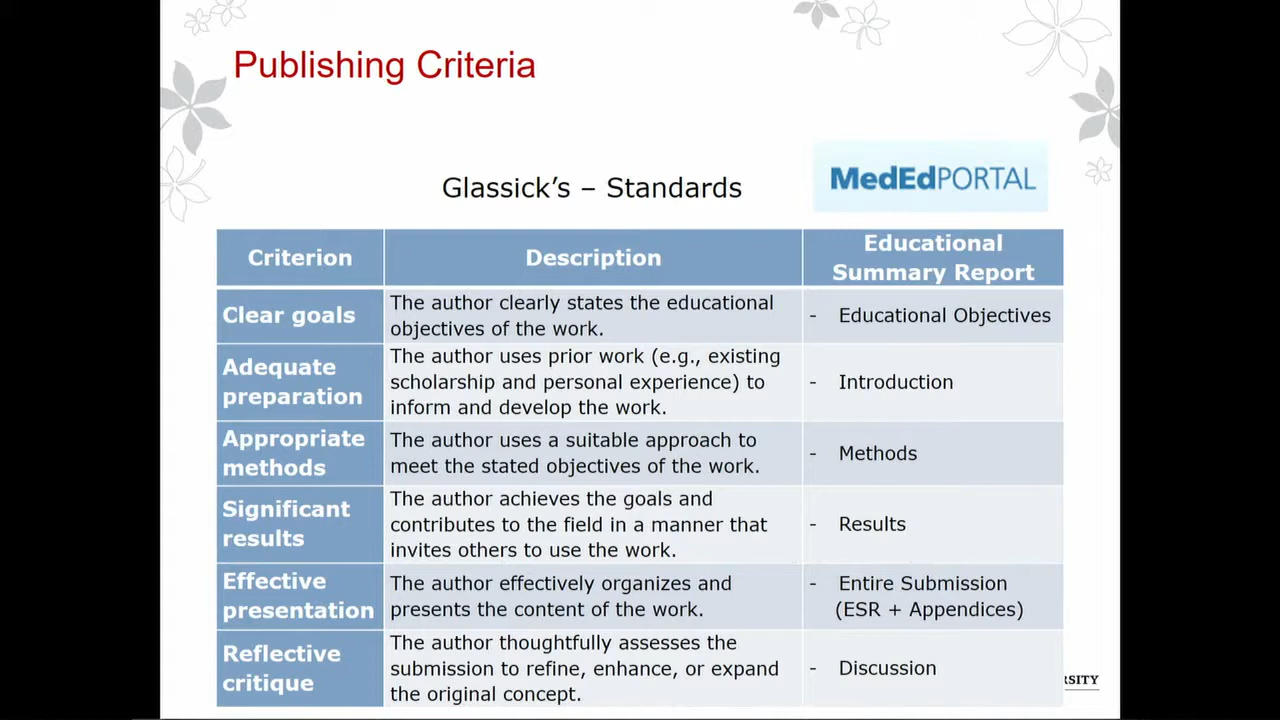 Publishing Criteria
Glassick's – Standards
MedEdPORTAL
Criterion
Description
Educational
Summary Report
Clear goals
The author clearly states the educational
objectives of the work.
- Educational Objectives
Adequate
preparation
The author uses prior work (e.g., existing
scholarship and personal experience) to
inform and develop the work.
- Introduction
Appropriate
methods
The author uses a suitable approach to
meet the stated objectives of the work.
- Methods
Significant
results
The author achieves the goals and
contributes to the field in a manner that
invites others to use the work.
- Results
Effective
presentation
The author effectively organizes and
presents the content of the work.
- Entire Submission
(ESR + Appendices)
Reflective
critique
The author thoughtfully assesses the
submission to refine, enhance, or expand
the original concept.
- Discussion